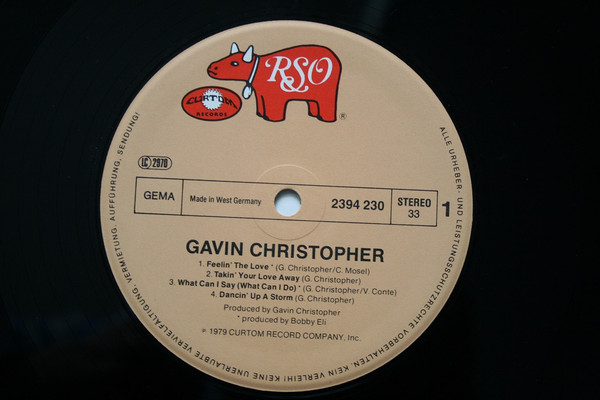 RSO
CURTOM
RECORDS
®
LC 2970
GEMA
Made in West Germany
2394 230
STEREO
33
1
GAVIN CHRISTOPHER
1. Feelin' The Love * (G. Christopher/C. Mosel)
2. Takin' Your Love Away (G. Christopher)
3. What Can I Say (What Can I Do) * (G. Christopher/V. Conte)
4. Dancin' Up A Storm (G. Christopher)
Produced by Gavin Christopher
* produced by Bobby Eli
℗ 1979 CURTOM RECORD COMPANY, Inc.
ALLE URHEBER- UND LEISTUNGSSCHUTZRECHTE VORBEHALTEN. KEIN VERLEIH! KEINE UNERLAUBTE VERVIELFÄLTIGUNG, VERMIETUNG, AUFFÜHRUNG, SENDUNG!